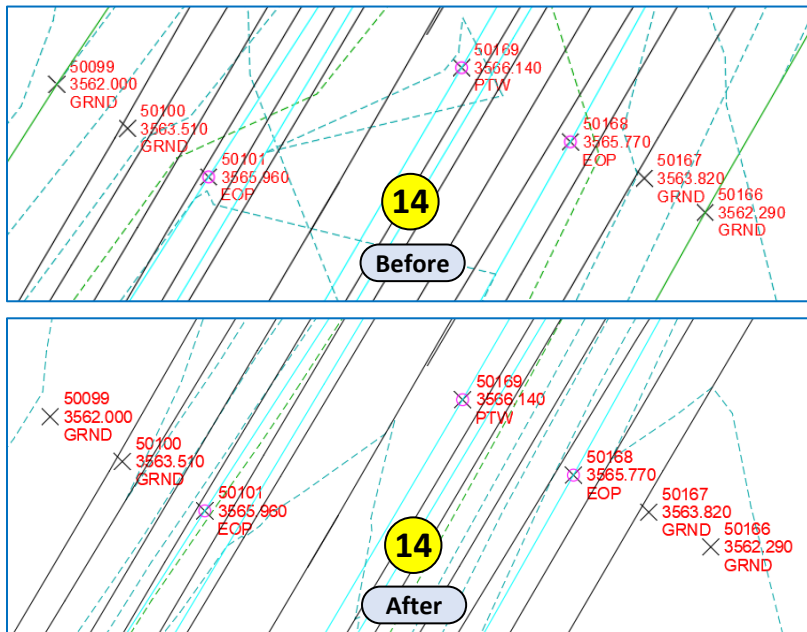 50099
3562.000
GRND
50100
3563.510
GRND
50101
3565.960
EOP
50169
3566.140
PTW
50168
3565.770
EOP
50167
3563.820
GRND
50166
3562.290
GRND
14
Before
50099
3562.000
GRND
50100
3563.510
GRND
50101
3565.960
EOP
50169
3566.140
PTW
50168
3565.770
EOP
50167
3563.820
GRND
50166
3562.290
GRND
14
After